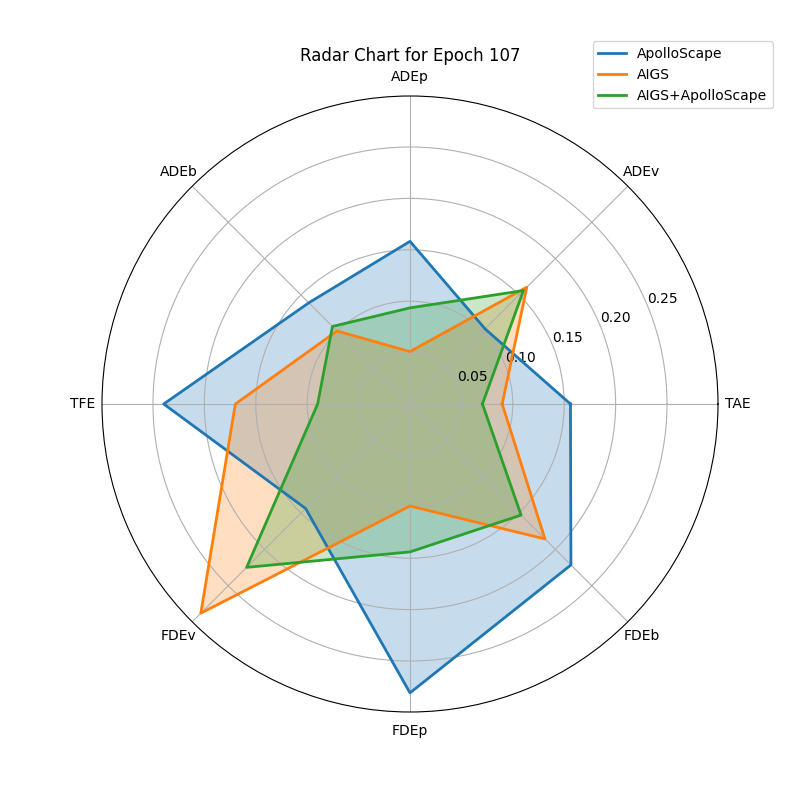 Radar Chart for Epoch 107
ApolloScape
AIGS
AIGS+ApolloScape
ADEp
ADEb
ADEv
0.25
0.20
0.15
0.10
0.05
TFE
TAE
FDEv
FDEb
FDEp